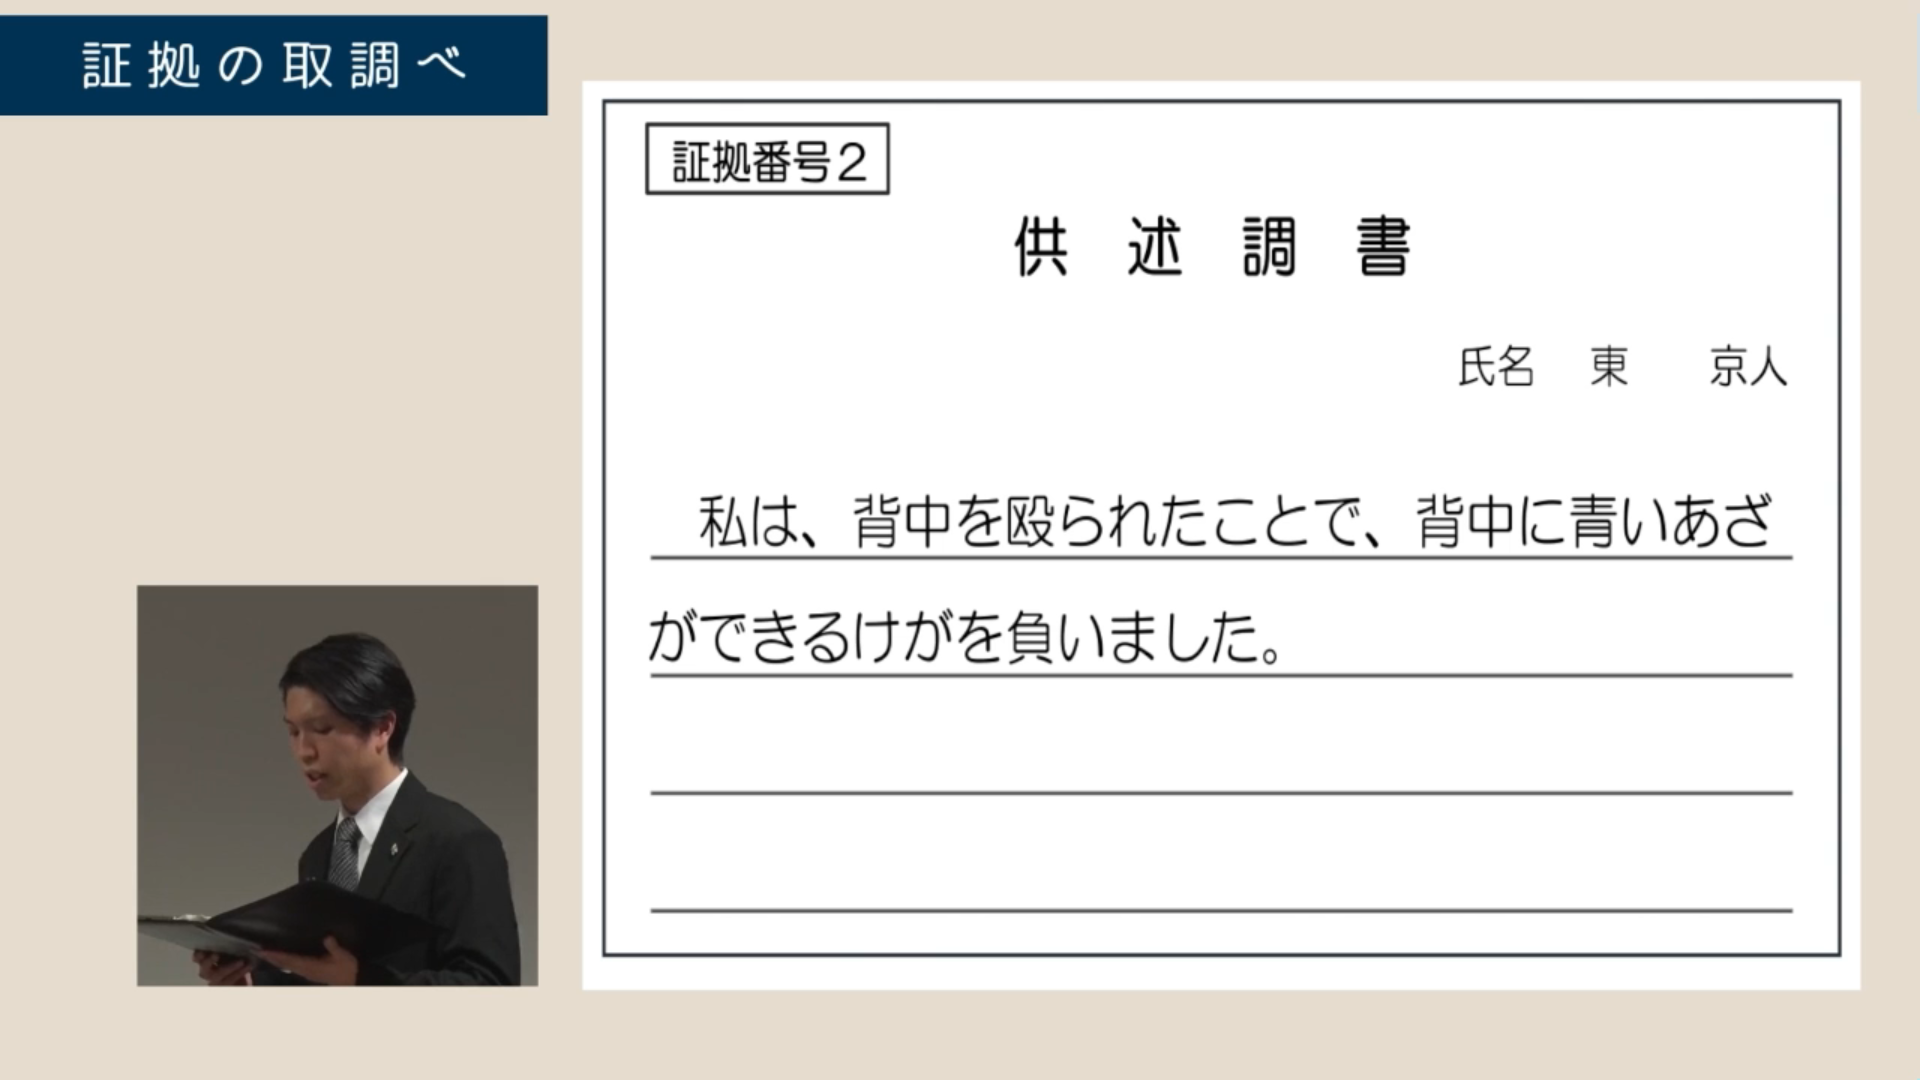 証拠の取調べ
証拠番号2
供述調書
氏名 東 京人
私は、背中を殴られたことで、背中に青いあざ
ができるけがを負いました。